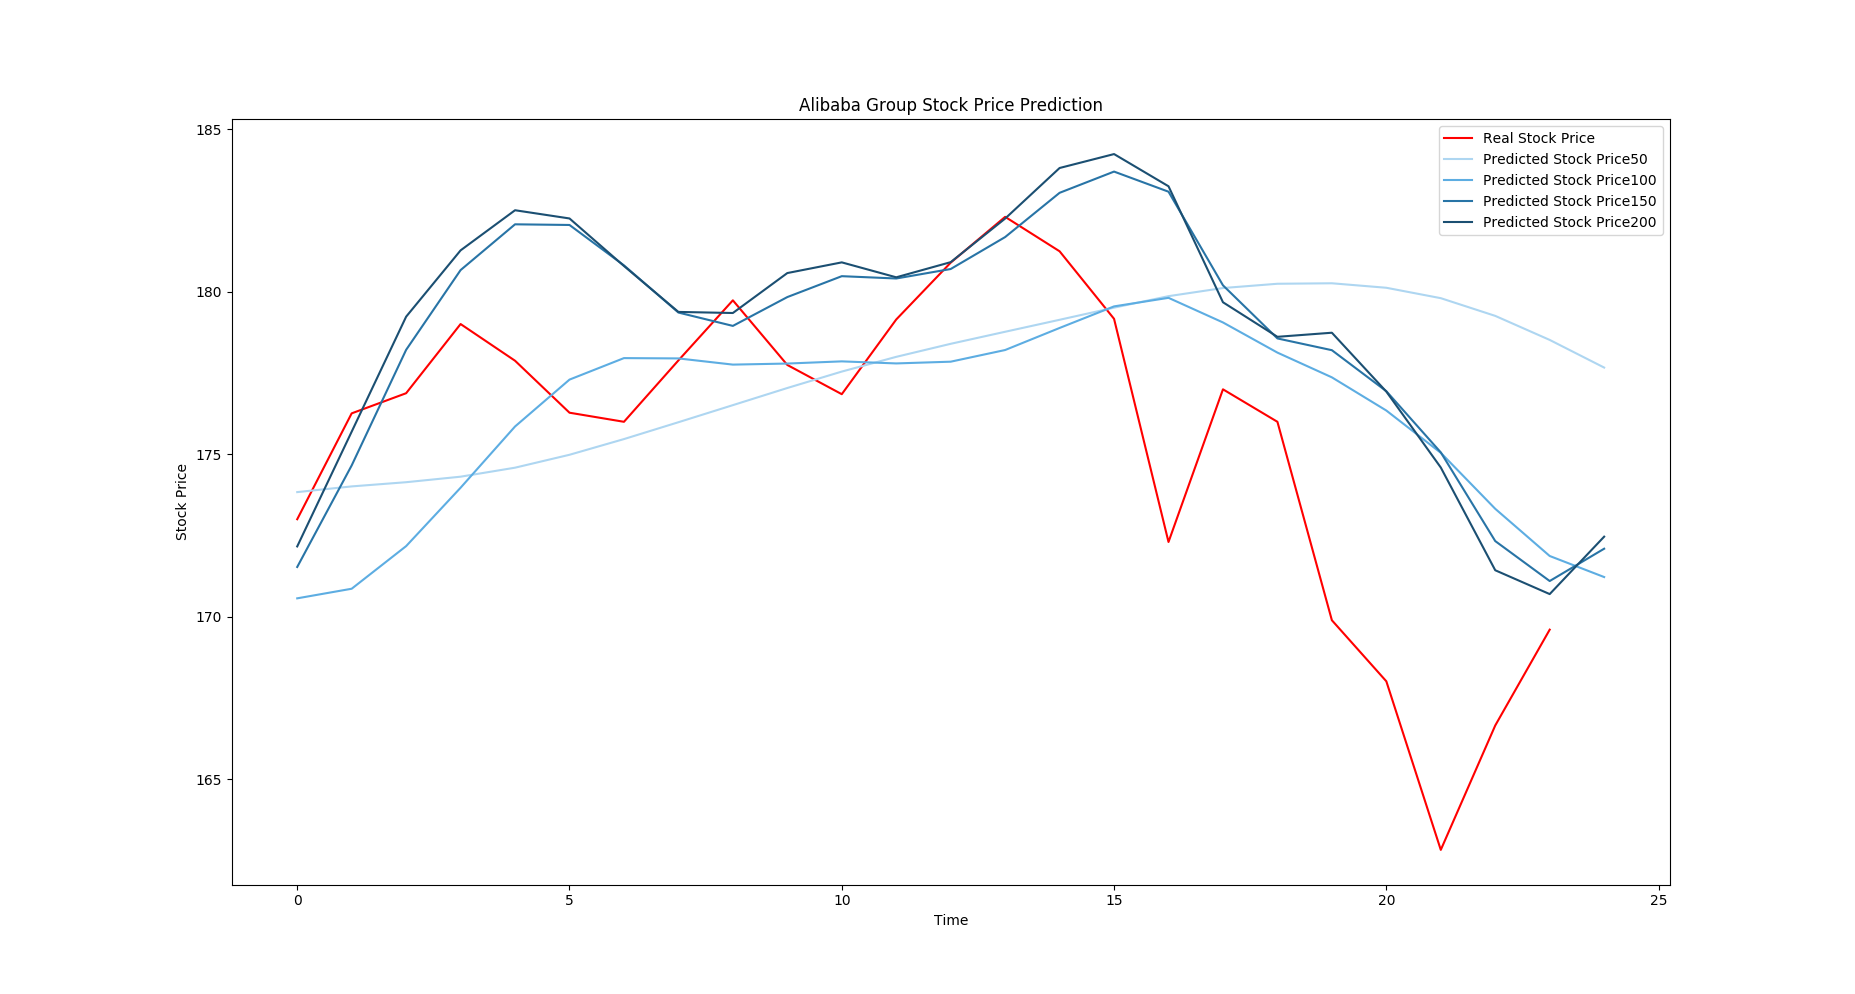 Alibaba Group Stock Price Prediction
Real Stock Price
Predicted Stock Price50
Predicted Stock Price100
Predicted Stock Price150
Predicted Stock Price200
Stock Price
185
180
175
170
165
0 5 10 15 20 25
Time